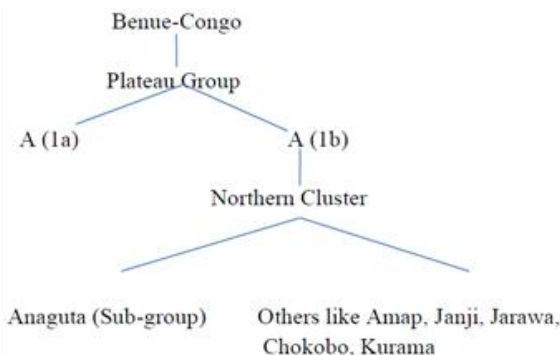 Benue-Congo
Plateau Group
A (1a)
A (1b)
Northern Cluster
Anaguta (Sub-group)
Others like Amap, Janji, Jarawa,
Chokobo, Kurama